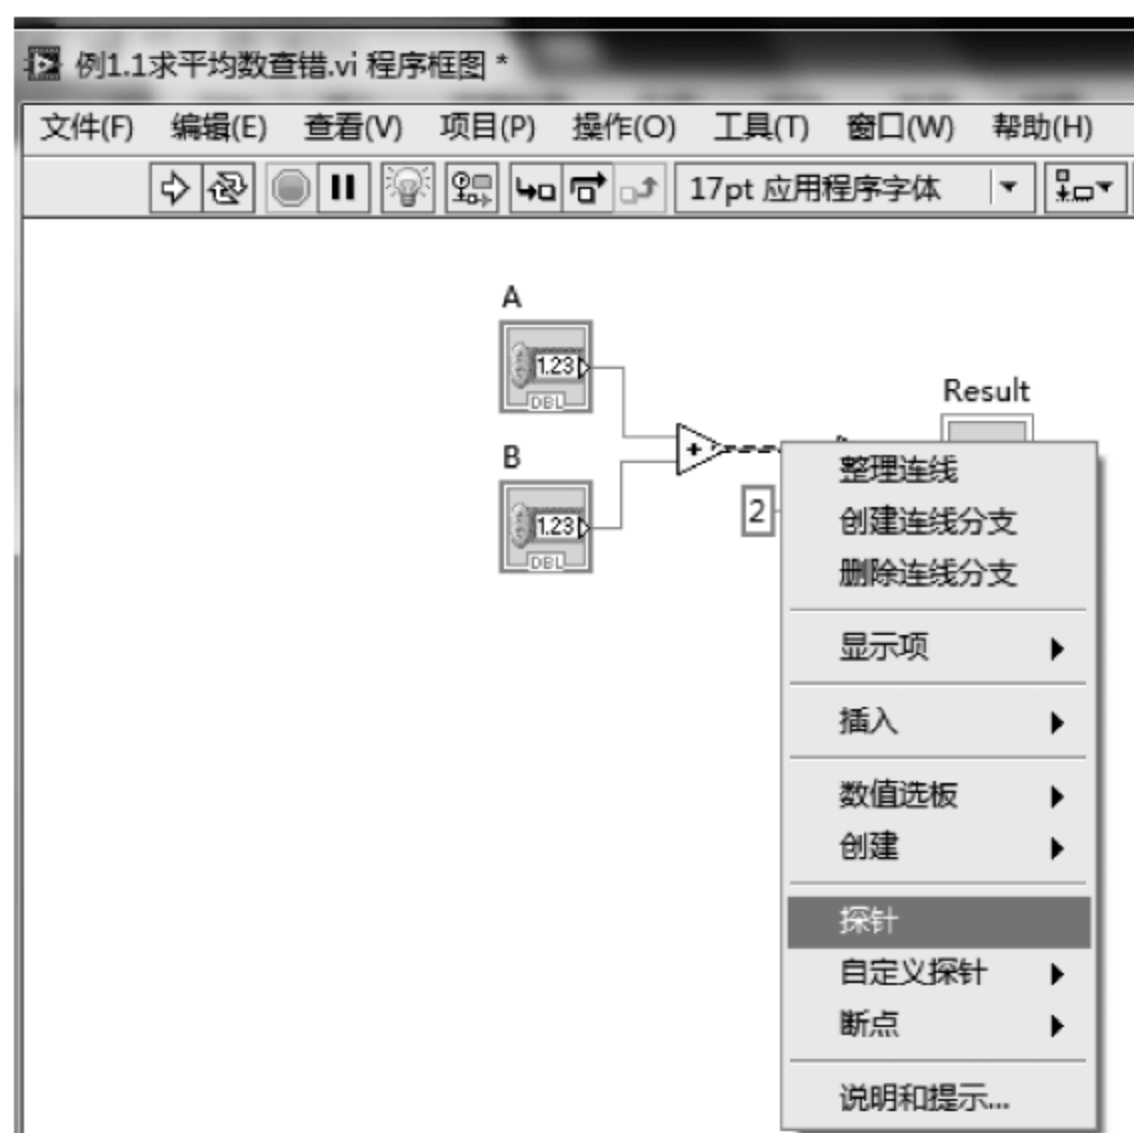 例1.1求平均数查错.vi 程序框图 *
文件(F) 编辑(E) 查看(V) 项目(P) 操作(O) 工具(T) 窗口(W) 帮助(H)
17pt 应用程序字体
A
1.23
DBL
Result
B
1.23
DBL
+
2
整理连线
创建连线分支
删除连线分支
显示项
插入
数值选板
创建
探针
自定义探针
断点
说明和提示...